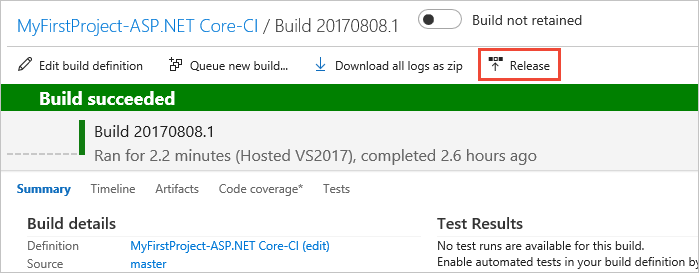 MyFirstProject-ASP.NET Core-CI / Build 20170808.1 Build not retained
Edit build definition Queue new build... Download all logs as zip Release
Build succeeded
Build 20170808.1
Ran for 2.2 minutes (Hosted VS2017), completed 2.6 hours ago
Summary Timeline Artifacts Code coverage* Tests
Build details Test Results
Definition MyFirstProject-ASP.NET Core-CI (edit) No test runs are available for this build.
Source master Enable automated tests in your build definition by